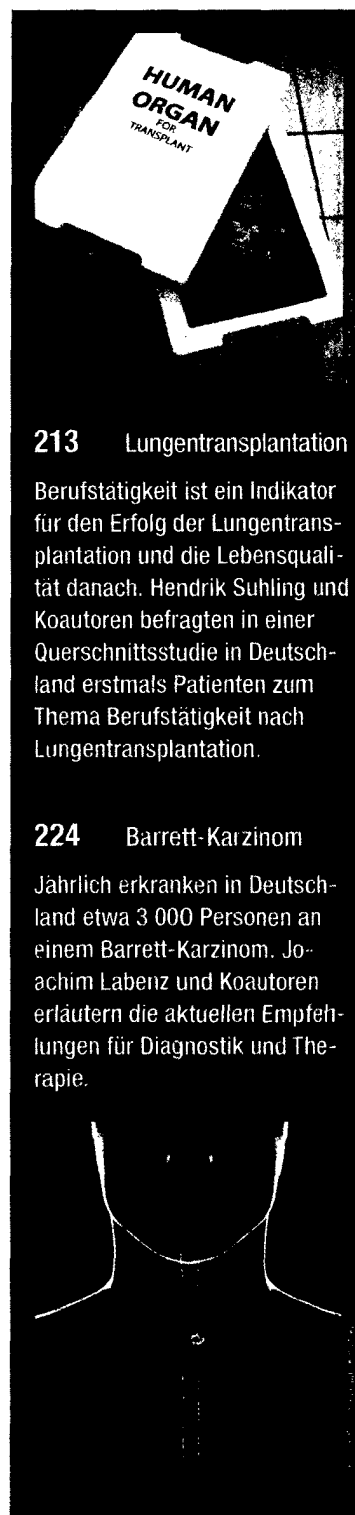 HUMAN
ORGAN
FOR
TRANSPLANT
213 Lungentransplantation
Berufstätigkeit ist ein Indikator
für den Erfolg der Lungentrans-
plantation und die Lebensquali-
tät danach. Hendrik Suhling und
Koautoren befragten in einer
Querschnittsstudie in Deutsch-
land erstmals Patienten zum
Thema Berufstätigkeit nach
Lungentransplantation.
224 Barrett-Karzinom
Jährlich erkranken in Deutsch-
land etwa 3 000 Personen an
einem Barrett-Karzinom. Jo-
achim Labenz und Koautoren
erläutern die aktuellen Empfeh-
lungen für Diagnostik und The-
rapie.